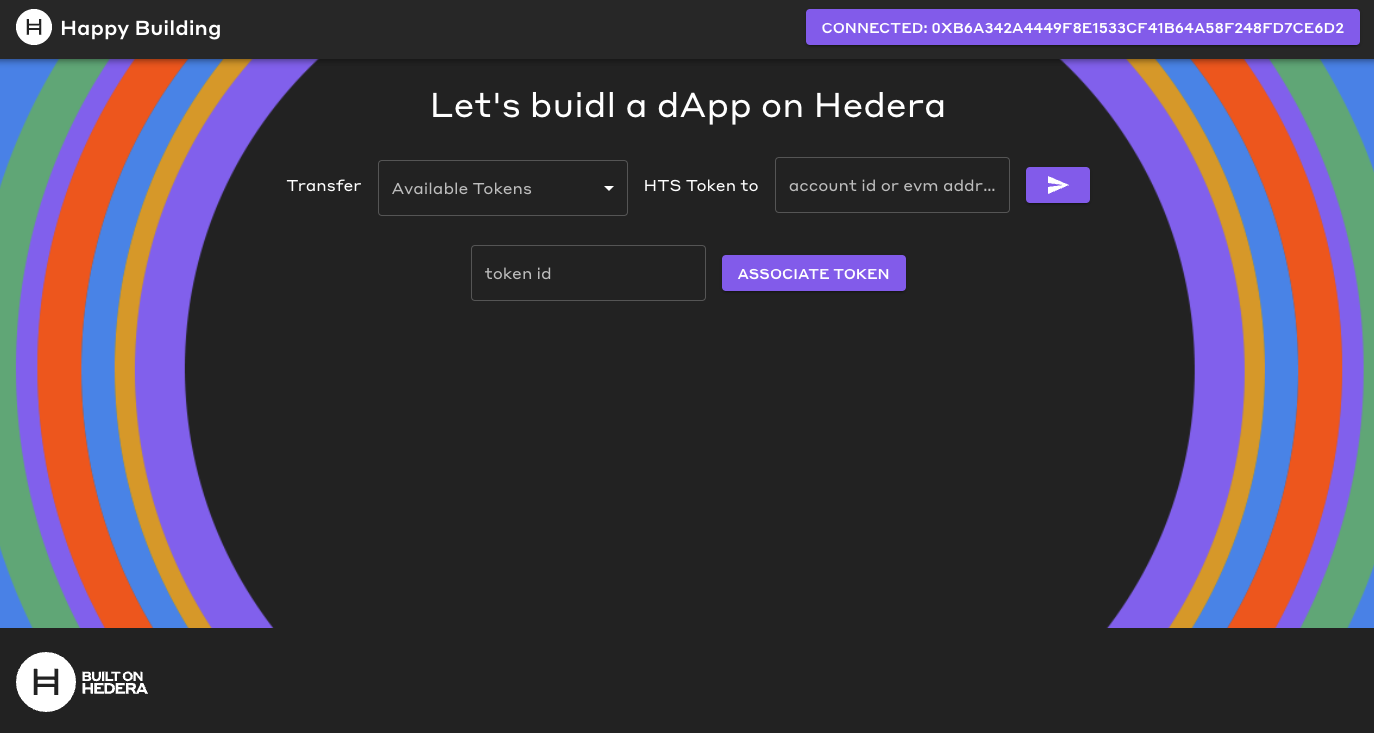 Happy Building
CONNECTED: 0XB6A342A4449F8E1533CF41B64A58F248FD7CE6D2
Let's buidl a dApp on Hedera
Transfer
Available Tokens
HTS Token to
account id or evm addr...
token id
ASSOCIATE TOKEN
BUILT ON
HEDERA